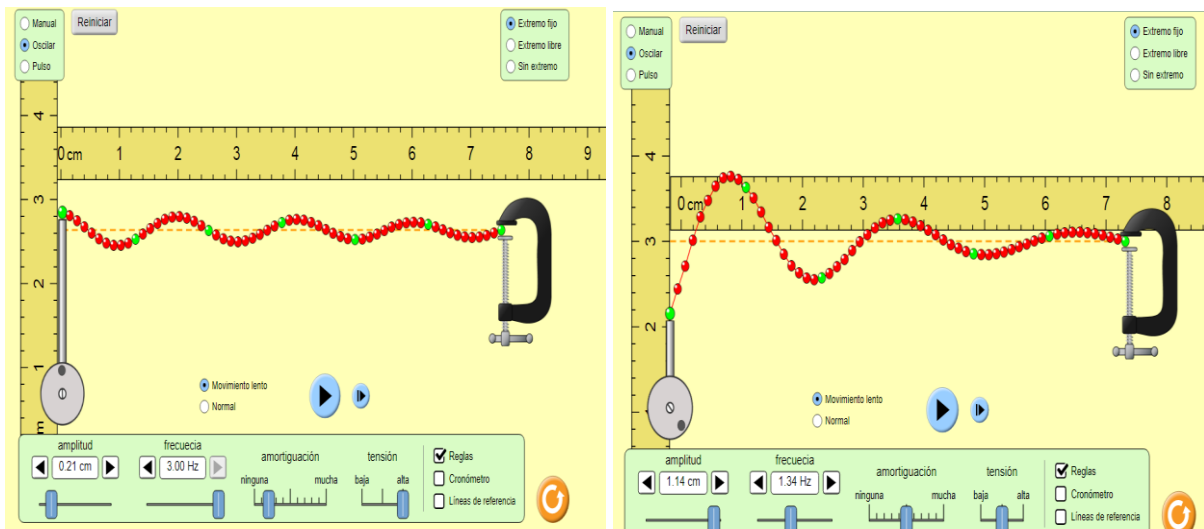 Manual
Oscilar
Pulso
Reiniciar
Extremo fijo
Extremo libre
Sin extremo
4
3
2
1
m
0 cm 1 2 3 4 5 6 7 8 9
Movimiento lento
Normal
amplitud
0.21 cm
frecuecia
3.00 Hz
amortiguación
ninguna mucha
tensión
baja alta
Reglas
Cronómetro
Líneas de referencia
Manual
Oscilar
Pulso
Reiniciar
Extremo fijo
Extremo libre
Sin extremo
4
3
2
0 cm 1 2 3 4 5 6 7 8
Movimiento lento
Normal
amplitud
1.14 cm
frecuecia
1.34 Hz
amortiguación
ninguna mucha
tensión
baja alta
Reglas
Cronómetro
Líneas de referencia